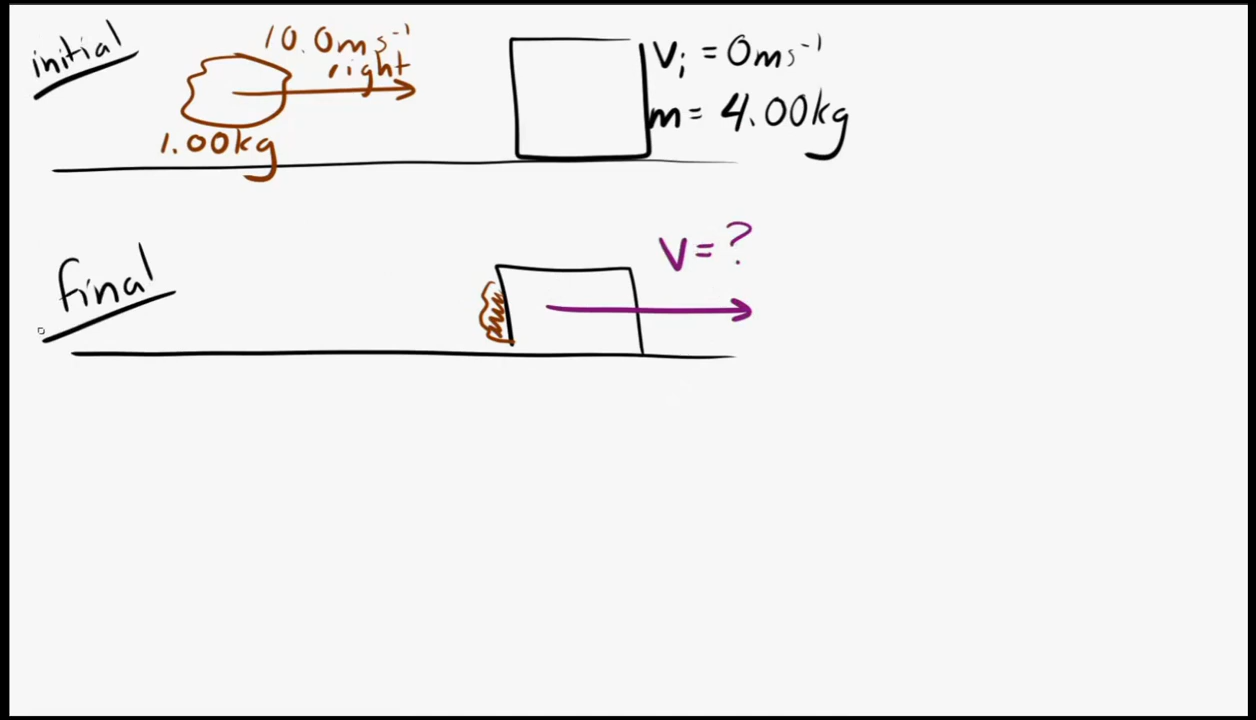 initial
10.0ms⁻¹
right
1.00kg
Vᵢ = 0ms⁻¹
m = 4.00kg
final
V = ?